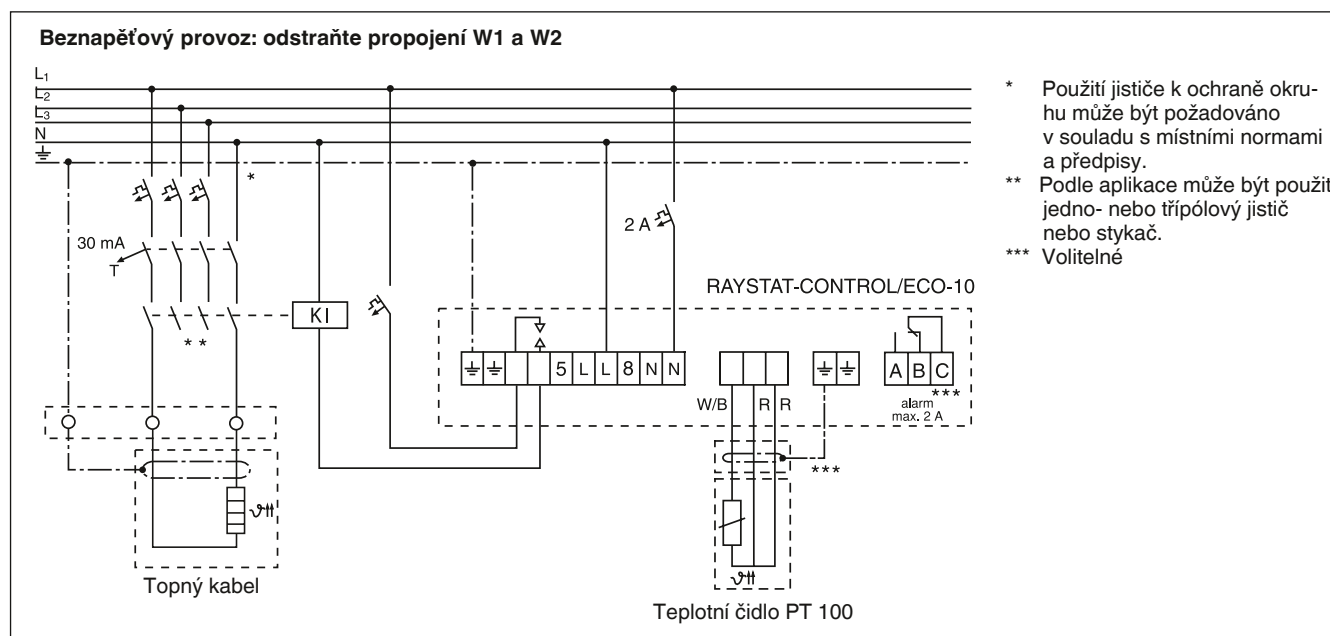 Beznapěťový provoz: odstraňte propojení W1 a W2
L1
L2
L3
N
*
30 mA
T
* *
KI
2 A
RAYSTAT-CONTROL/ECO-10
5 L L 8 N N
W/B R R
A B C
***
alarm
max. 2 A
***
Topný kabel
ϑ
ϑ
Teplotní čidlo PT 100
* Použití jističe k ochraně okru-
hu může být požadováno
v souladu s místními normami
a předpisy.
** Podle aplikace může být použit
jedno- nebo třípólový jistič
nebo stykač.
*** Volitelné